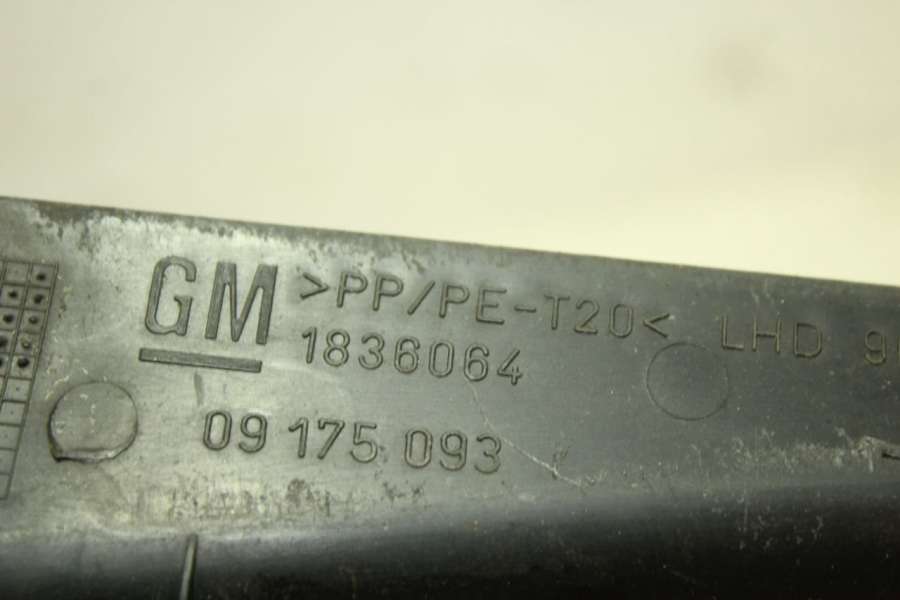 GM >PP/PE-T20< LHD
1836064
09 175 093